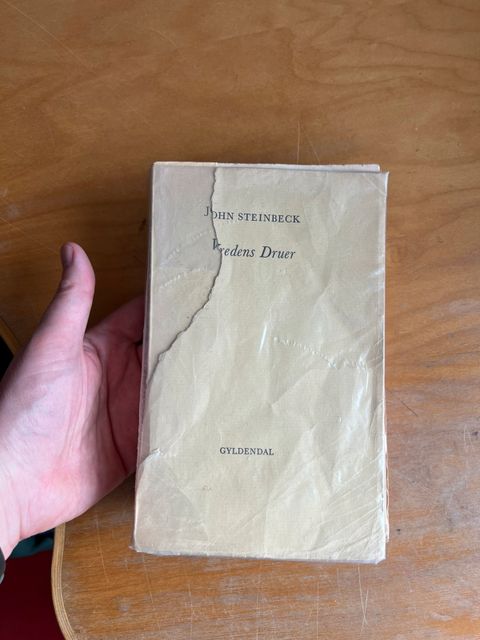 JOHN STEINBECK
Vredens Druer
GYLDENDAL